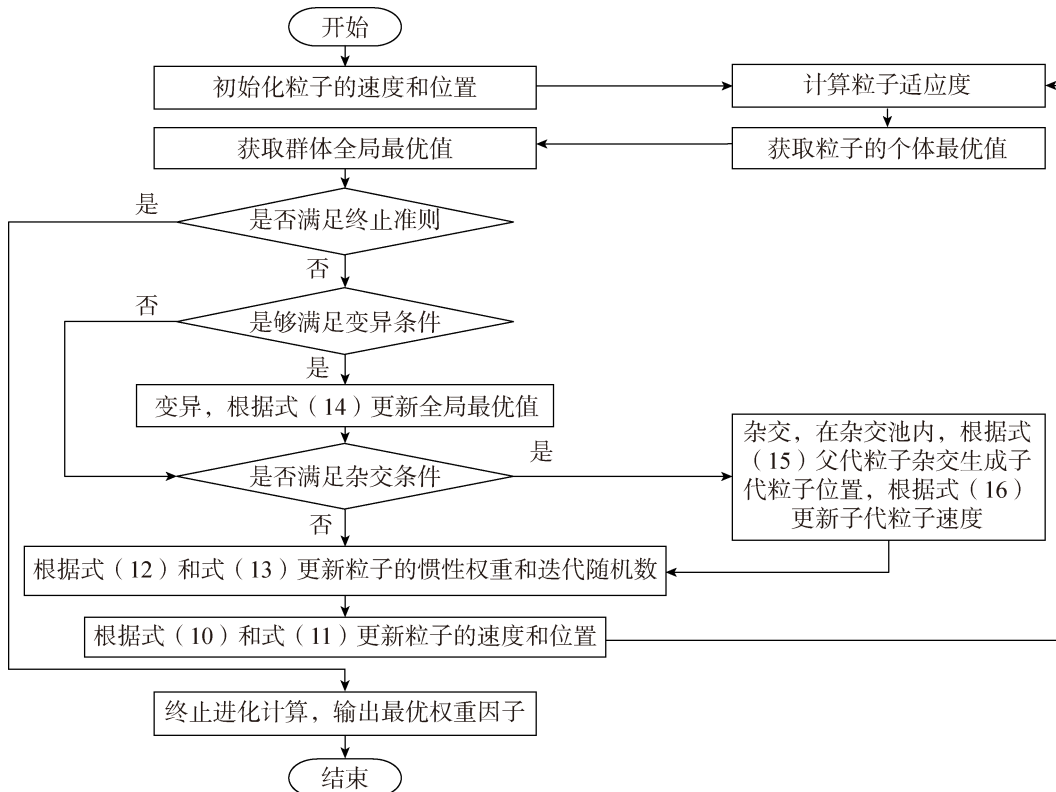 开始
初始化粒子的速度和位置
计算粒子适应度
获取群体全局最优值
获取粒子的个体最优值
是
是否满足终止准则
否
否
是够满足变异条件
是
变异，根据式（14）更新全局最优值
是否满足杂交条件
是
杂交，在杂交池内，根据式
（15）父代粒子杂交生成子
代粒子位置，根据式（16）
更新子代粒子速度
否
根据式（12）和式（13）更新粒子的惯性权重和迭代随机数
根据式（10）和式（11）更新粒子的速度和位置
终止进化计算，输出最优权重因子
结束